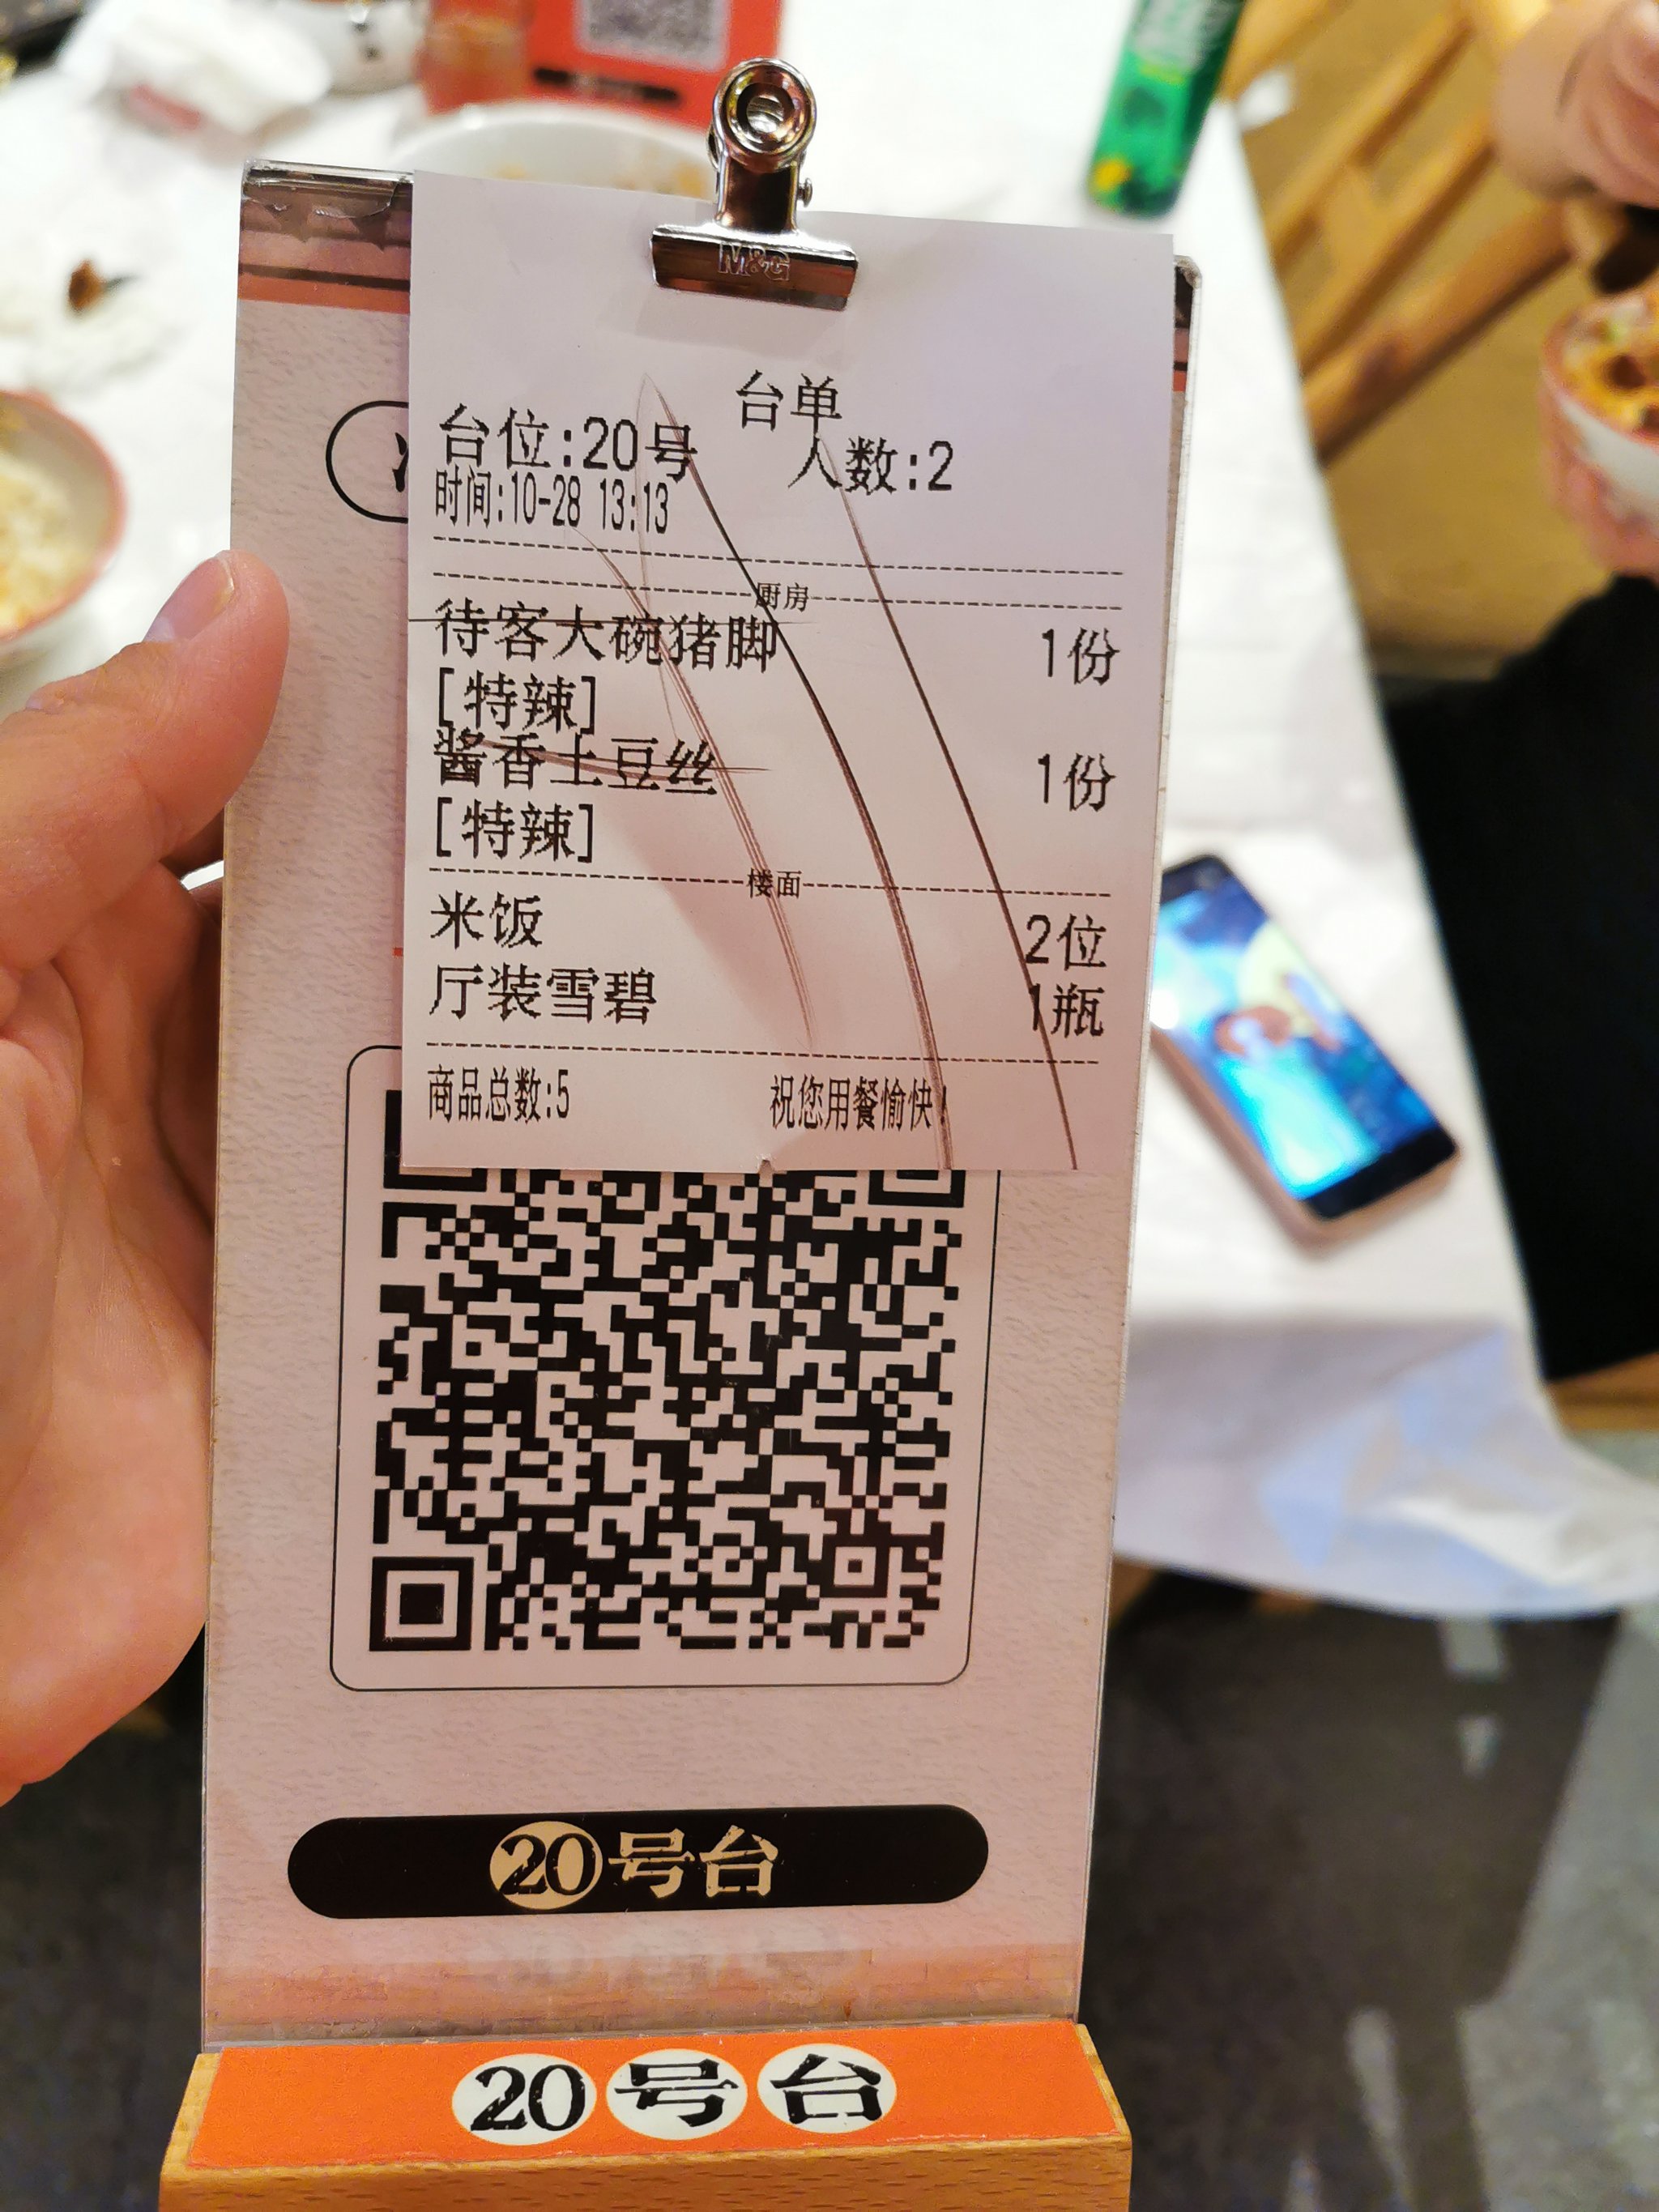 M&G
台单
台位:20号 人数:2
时间:10-28 13:13
厨房
待客大碗猪脚 1份
[特辣]
酱香土豆丝 1份
[特辣]
楼面
米饭 2位
厅装雪碧 1瓶
商品总数:5 祝您用餐愉快!
20号台
20号台